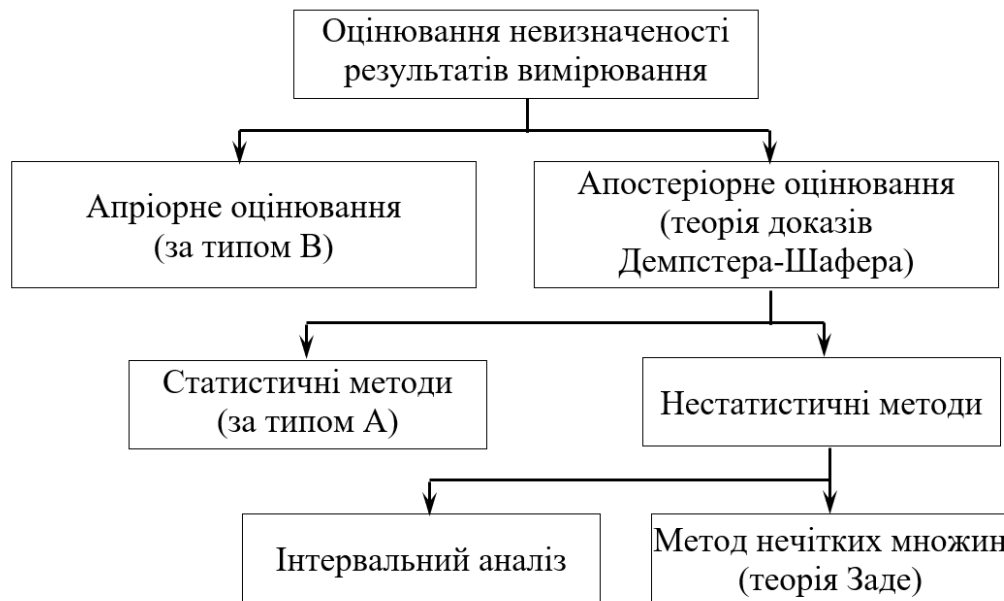 Оцінювання невизначеності
результатів вимірювання
Апріорне оцінювання
(за типом В)
Апостеріорне оцінювання
(теорія доказів
Демпстера-Шафера)
Статистичні методи
(за типом А)
Нестатистичні методи
Інтервальний аналіз
Метод нечітких множин
(теорія Заде)